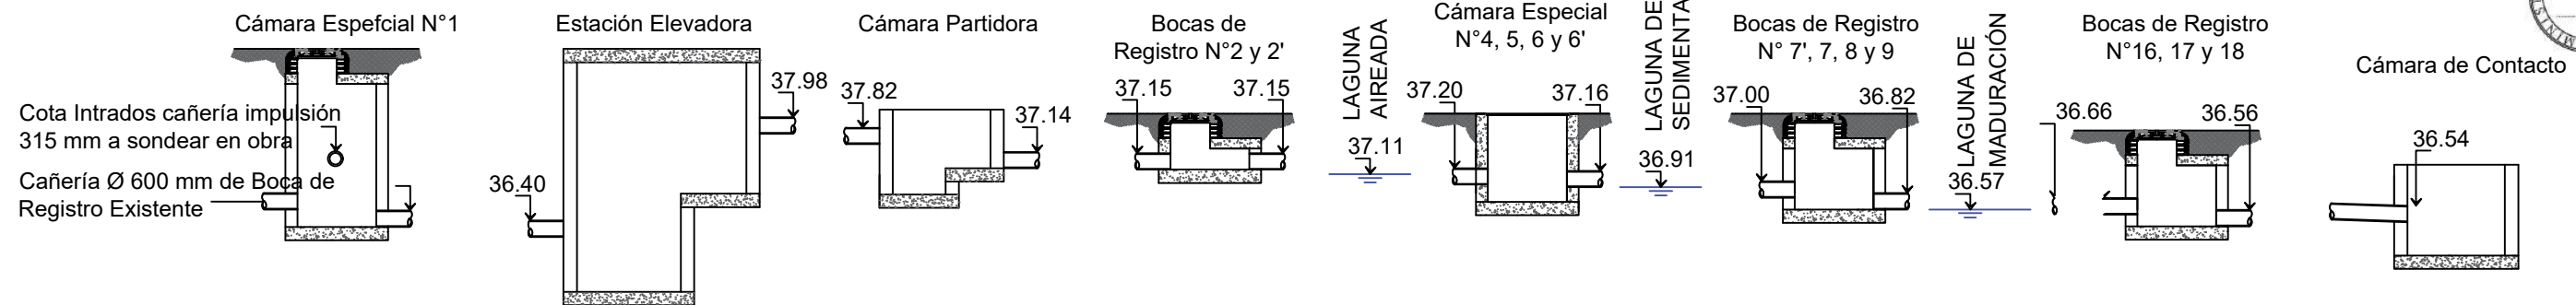 Cámara Espefcial N°1
Cota Intrados cañería impulsión
315 mm a sondear en obra
Cañería Ø 600 mm de Boca de
Registro Existente
Estación Elevadora
36.40
37.98
Cámara Partidora
37.82
37.14
Bocas de
Registro N°2 y 2'
37.15
37.15
LAGUNA
AIREADA
37.11
Cámara Especial
N°4, 5, 6 y 6'
37.20
37.16
LAGUNA DE
SEDIMENTA
36.91
Bocas de Registro
N° 7', 7, 8 y 9
37.00
36.82
LAGUNA DE
MADURACIÓN
36.57
Bocas de Registro
N°16, 17 y 18
36.66
36.56
Cámara de Contacto
36.54